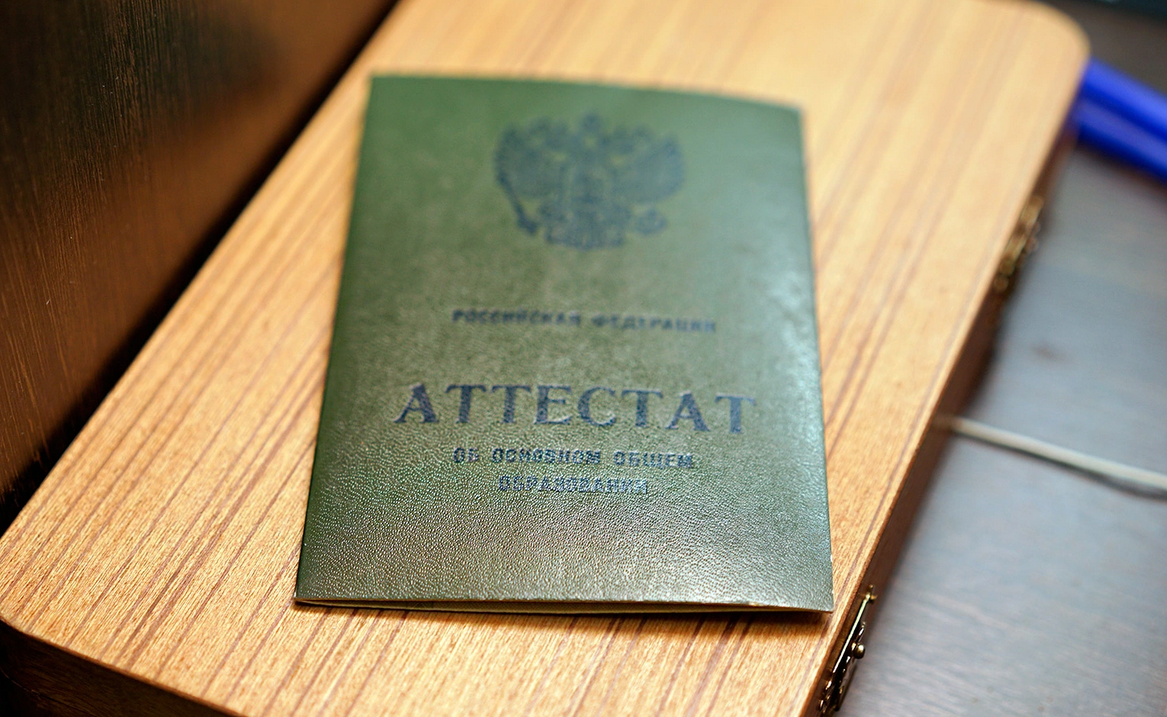 РОССИЙСКАЯ ФЕДЕРАЦИЯ
АТТЕСТАТ
ОБ ОСНОВНОМ ОБЩЕМ
ОБРАЗОВАНИИ